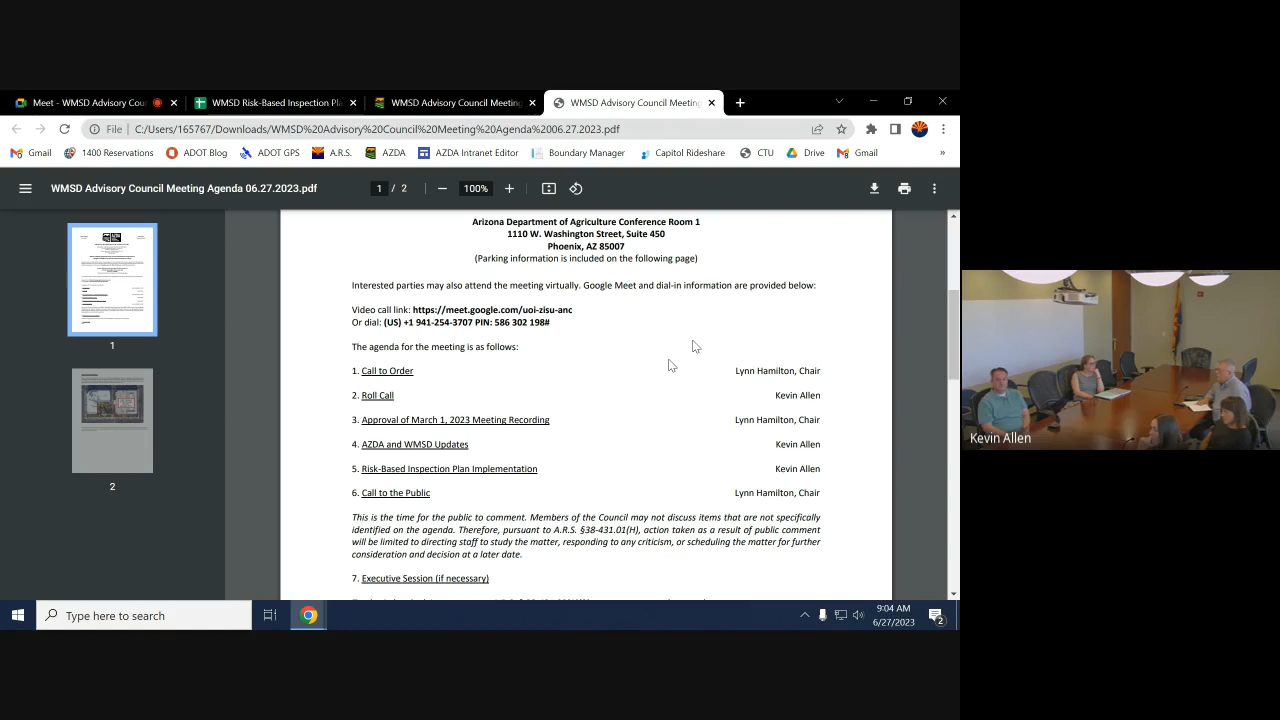 Meet - WMSD Advisory Cou
WMSD Risk-Based Inspection Pla
WMSD Advisory Council Meeting
WMSD Advisory Council Meeting
File C:/Users/165767/Downloads/WMSD%20Advisory%20Council%20Meeting%20Agenda%2006.27.2023.pdf
Gmail 1400 Reservations ADOT Blog ADOT GPS A.R.S. AZDA AZDA Intranet Editor Boundary Manager Capitol Rideshare CTU Drive Gmail »
WMSD Advisory Council Meeting Agenda 06.27.2023.pdf 1 / 2 100%
1
2
Arizona Department of Agriculture Conference Room 1
1110 W. Washington Street, Suite 450
Phoenix, AZ 85007
(Parking information is included on the following page)
Interested parties may also attend the meeting virtually. Google Meet and dial-in information are provided below:
Video call link: https://meet.google.com/uoi-zisu-anc
Or dial: (US) +1 941-254-3707 PIN: 586 302 198#
The agenda for the meeting is as follows:
1. Call to Order Lynn Hamilton, Chair
2. Roll Call Kevin Allen
3. Approval of March 1, 2023 Meeting Recording Lynn Hamilton, Chair
4. AZDA and WMSD Updates Kevin Allen
5. Risk-Based Inspection Plan Implementation Kevin Allen
6. Call to the Public Lynn Hamilton, Chair
This is the time for the public to comment. Members of the Council may not discuss items that are not specifically
identified on the agenda. Therefore, pursuant to A.R.S. §38-431.01(H), action taken as a result of public comment
will be limited to directing staff to study the matter, responding to any criticism, or scheduling the matter for further
consideration and decision at a later date.
7. Executive Session (if necessary)
Kevin Allen
Type here to search
9:04 AM
6/27/2023
2